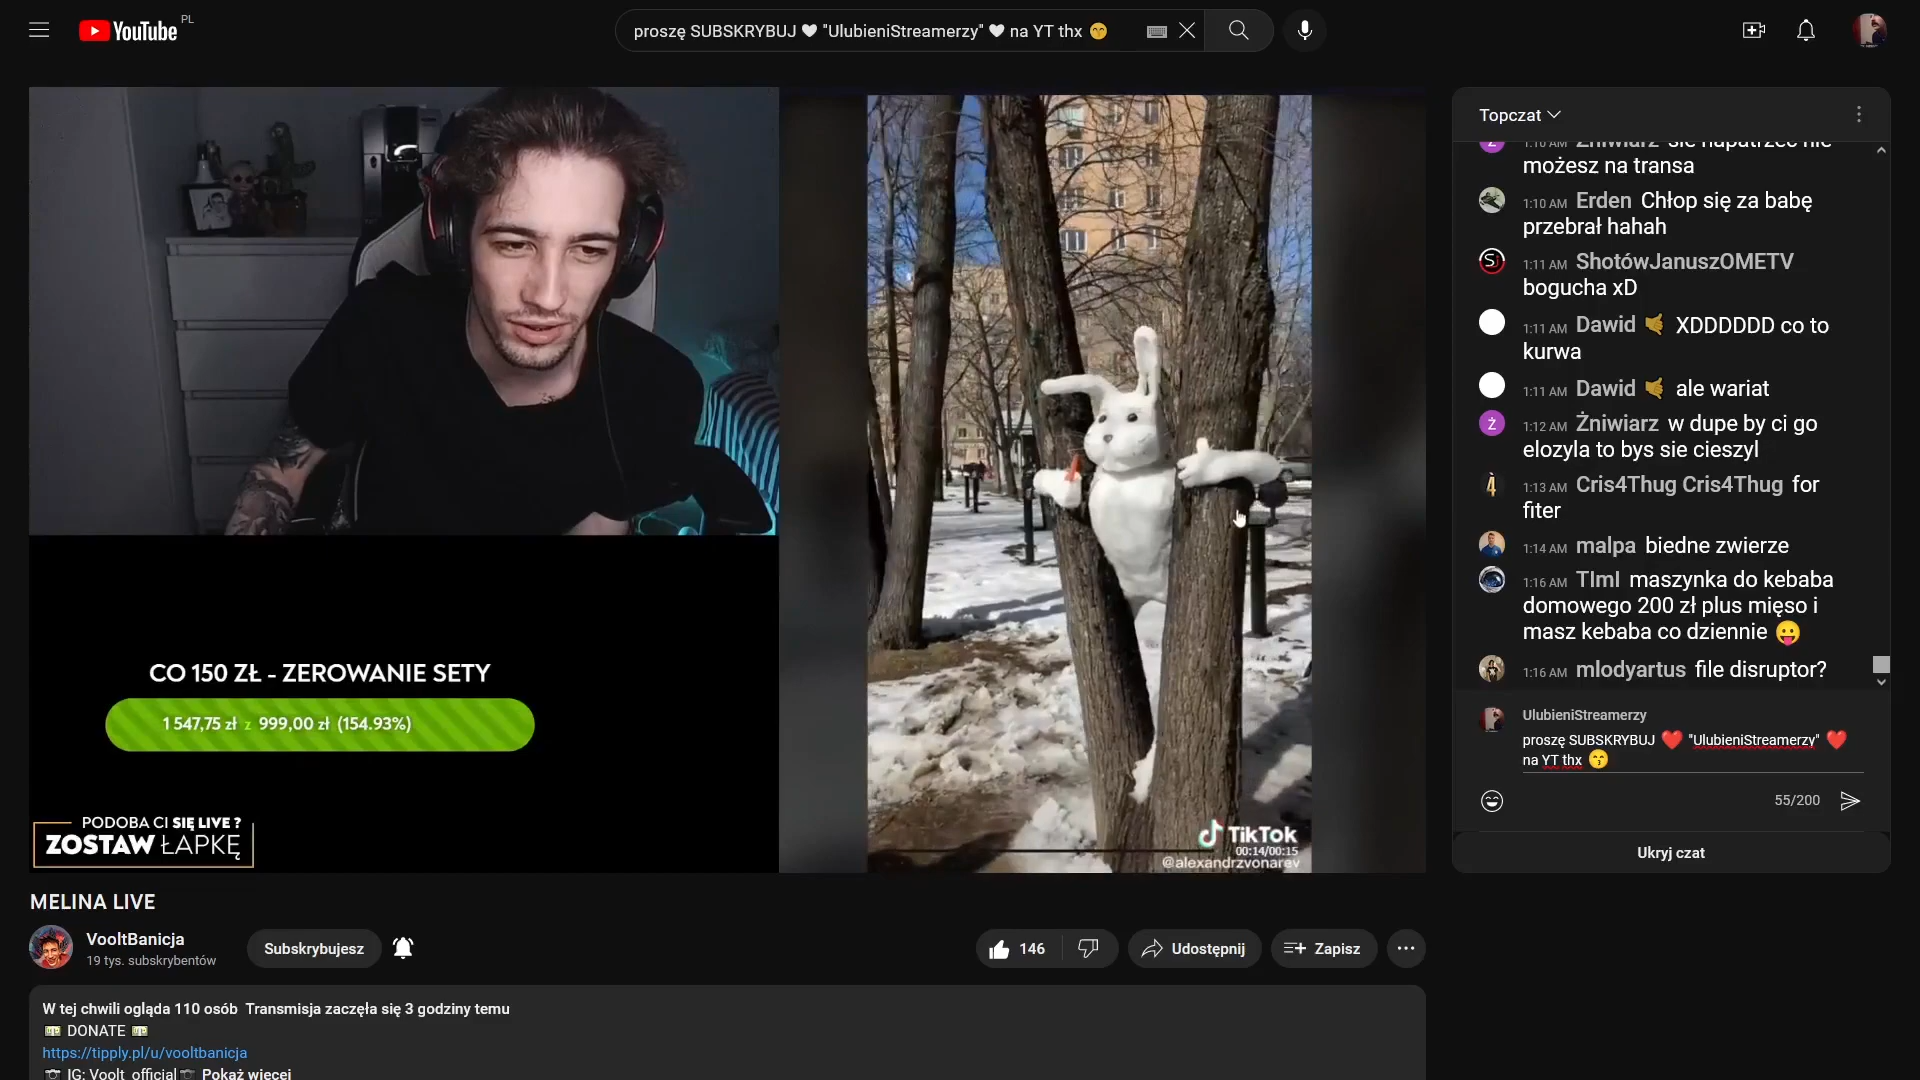 YouTube PL
proszę SUBSKRYBUJ 🤍 "UlubieniStreamerzy" 🤍 na YT thx 😙
CO 150 ZŁ - ZEROWANIE SETY
1 547,75 zł z 999,00 zł (154.93%)
PODOBA CI SIĘ LIVE ?
ZOSTAW ŁAPKĘ
TikTok
00:14/00:15
@alexandrzvonarev
MELINA LIVE
VooltBanicja
19 tys. subskrybentów
Subskrybujesz
146
Udostępnij
Zapisz
W tej chwili ogląda 110 osób Transmisja zaczęła się 3 godziny temu
💵 DONATE 💵
https://tipply.pl/u/vooltbanicja
📷 IG: Voolt_official📷 Pokaż więcej
Topczat
1:10 AM Żniwiarz sie napatrzec nie
możesz na transa
1:10 AM Erden Chłop się za babę
przebrał hahah
1:11 AM ShotówJanuszOMETV
bogucha xD
1:11 AM Dawid 🤙 XDDDDDD co to
kurwa
1:11 AM Dawid 🤙 ale wariat
Ż 1:12 AM Żniwiarz w dupe by ci go
elozyla to bys sie cieszyl
1:13 AM Cris4Thug Cris4Thug for
fiter
1:14 AM malpa biedne zwierze
1:16 AM TImI maszynka do kebaba
domowego 200 zł plus mięso i
masz kebaba co dziennie 😛
1:16 AM mlodyartus file disruptor?
UlubieniStreamerzy
proszę SUBSKRYBUJ ❤️ "UlubieniStreamerzy" ❤️
na YT thx 😙
55/200
Ukryj czat